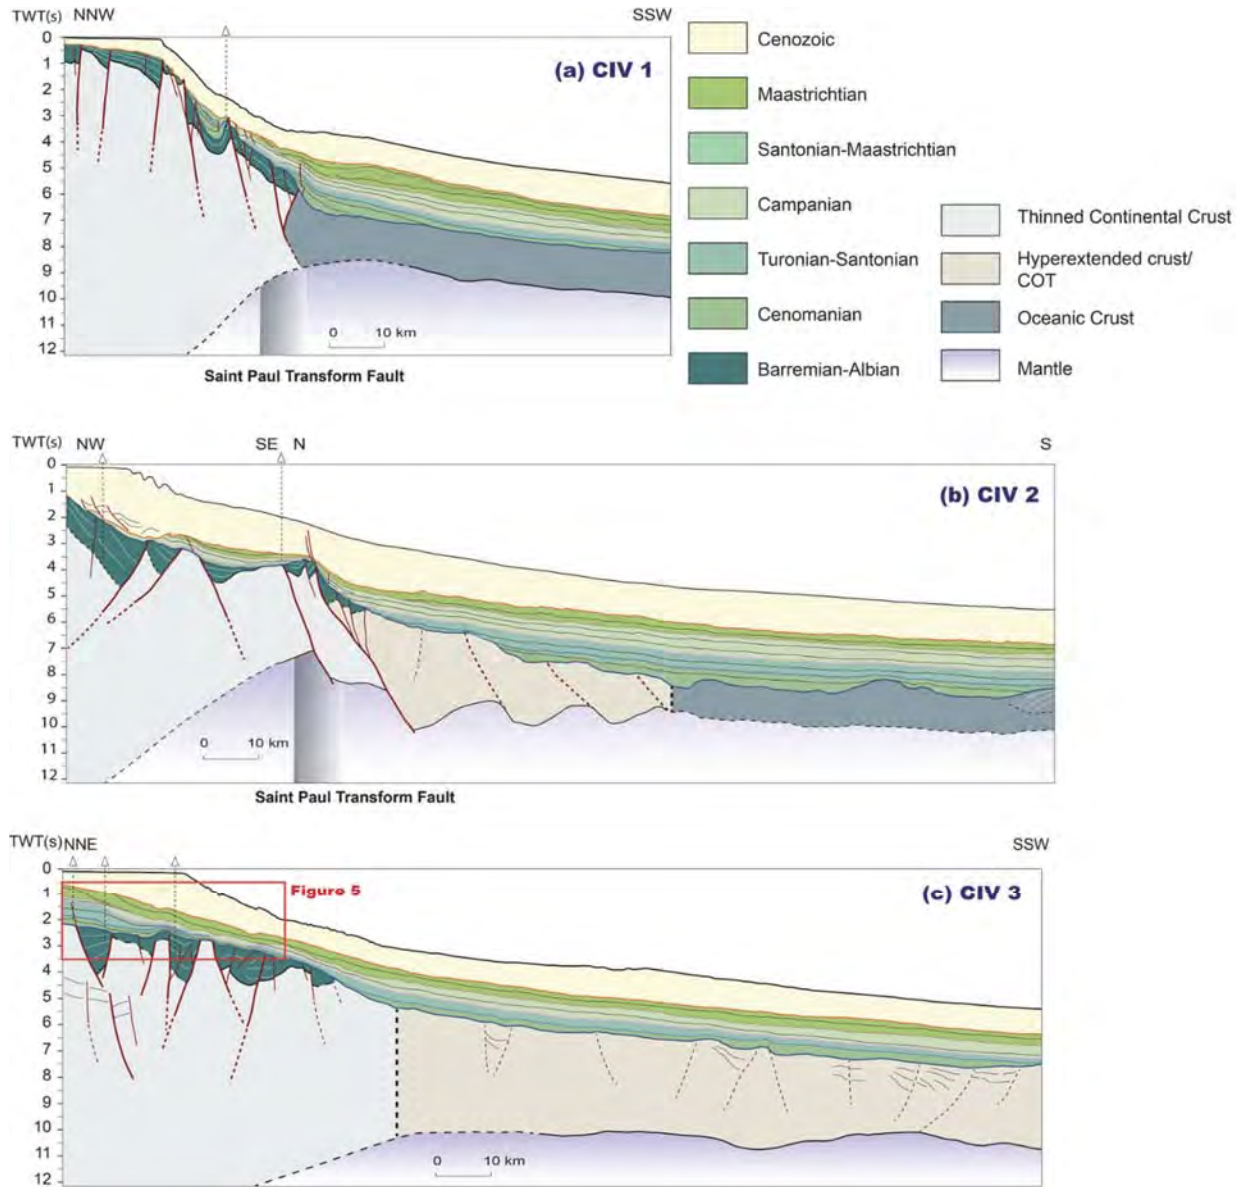 TWT(s) NNW SSW
0
1
2
3
4
5
6
7
8
9
10
11
12
(a) CIV 1
0 10 km
Saint Paul Transform Fault
Cenozoic
Maastrichtian
Santonian-Maastrichtian
Campanian
Turonian-Santonian
Cenomanian
Barremian-Albian
Thinned Continental Crust
Hyperextended crust/
COT
Oceanic Crust
Mantle
TWT(s) NW SE N S
0
1
2
3
4
5
6
7
8
9
10
11
12
(b) CIV 2
0 10 km
Saint Paul Transform Fault
TWT(s) NNE SSW
0
1
2
3
4
5
6
7
8
9
10
11
12
Figure 5
(c) CIV 3
0 10 km